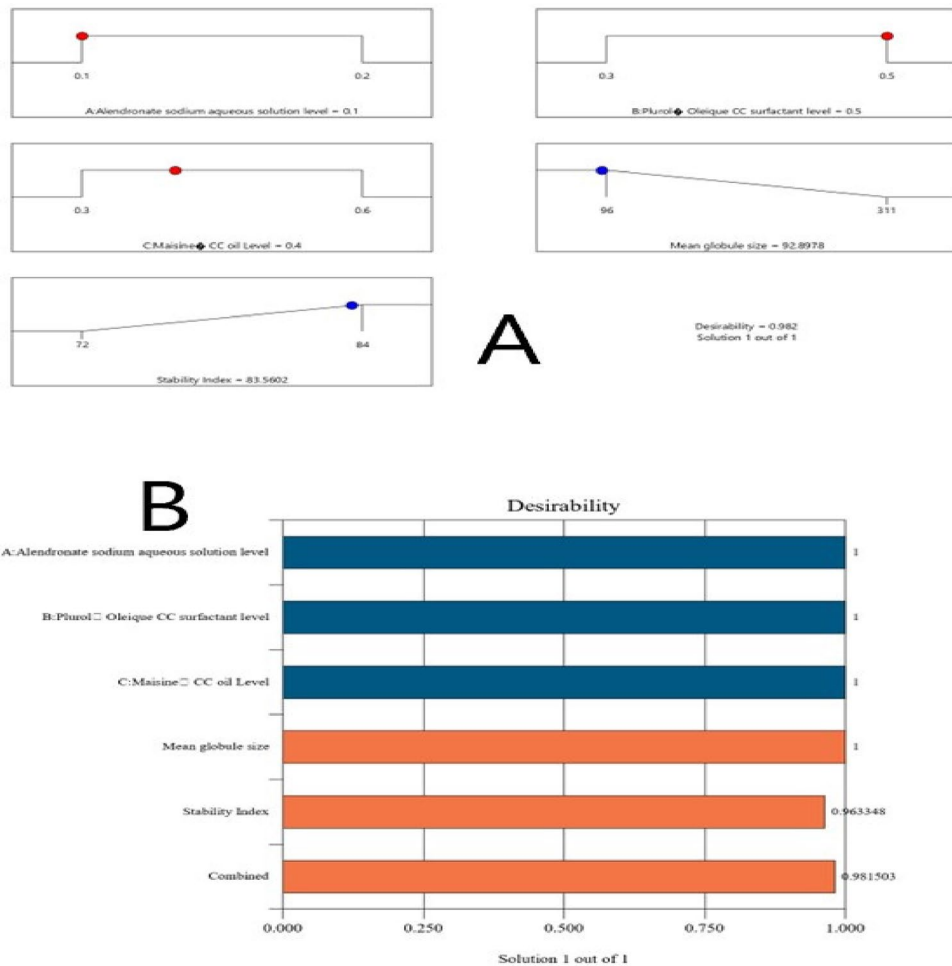 0.1 0.2
A:Alendronate sodium aqueous solution level = 0.1
0.3 0.5
B:Plurol� Oleique CC surfactant level = 0.5
0.3 0.6
C:Maisine� CC oil Level = 0.4
96 311
Mean globule size = 92.8978
72 84
Stability Index = 83.5602
A
Desirability = 0.982
Solution 1 out of 1
B
Desirability
A:Alendronate sodium aqueous solution level 1
B:Plurol□ Oleique CC surfactant level 1
C:Maisine□ CC oil Level 1
Mean globule size 1
Stability Index 0.963348
Combined 0.981503
0.000 0.250 0.500 0.750 1.000
Solution 1 out of 1